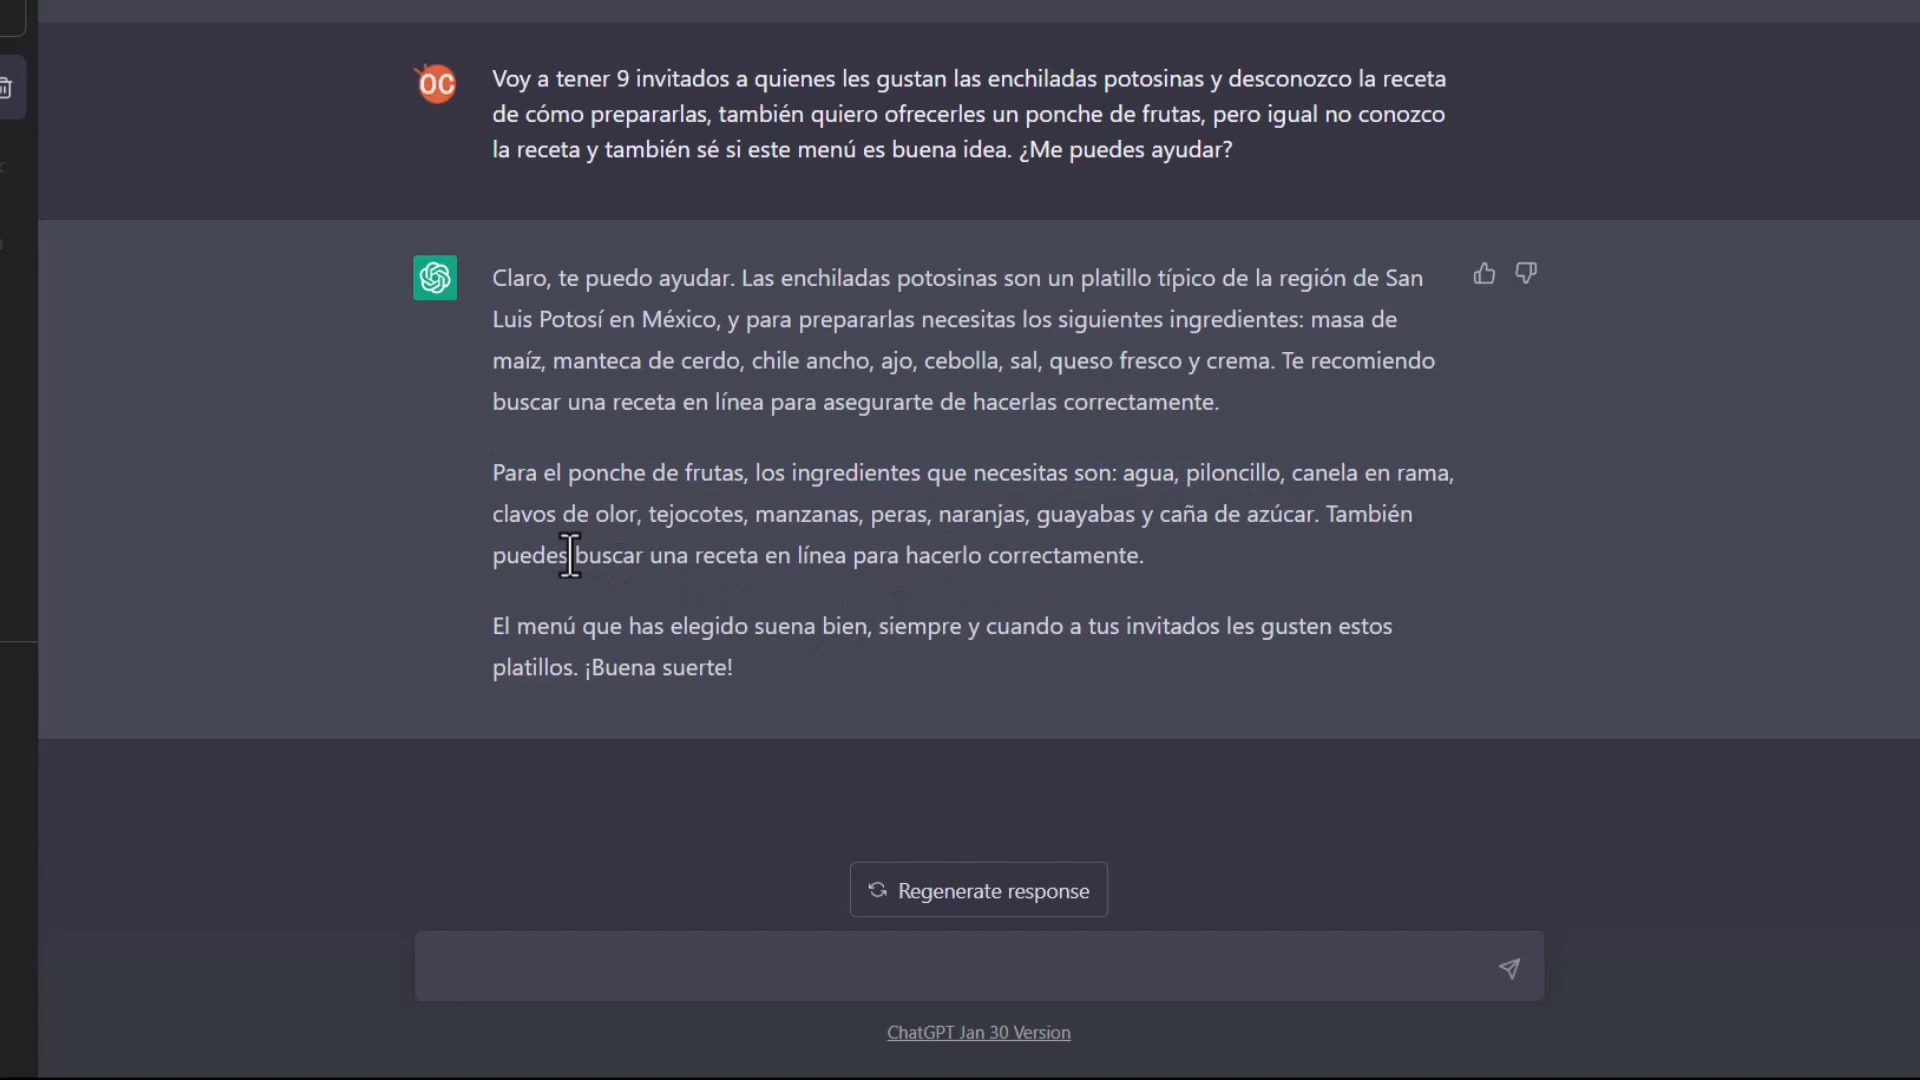 OC
Voy a tener 9 invitados a quienes les gustan las enchiladas potosinas y desconozco la receta
de cómo prepararlas, también quiero ofrecerles un ponche de frutas, pero igual no conozco
la receta y también sé si este menú es buena idea. ¿Me puedes ayudar?
Claro, te puedo ayudar. Las enchiladas potosinas son un platillo típico de la región de San
Luis Potosí en México, y para prepararlas necesitas los siguientes ingredientes: masa de
maíz, manteca de cerdo, chile ancho, ajo, cebolla, sal, queso fresco y crema. Te recomiendo
buscar una receta en línea para asegurarte de hacerlas correctamente.
Para el ponche de frutas, los ingredientes que necesitas son: agua, piloncillo, canela en rama,
clavos de olor, tejocotes, manzanas, peras, naranjas, guayabas y caña de azúcar. También
puedes buscar una receta en línea para hacerlo correctamente.
El menú que has elegido suena bien, siempre y cuando a tus invitados les gusten estos
platillos. ¡Buena suerte!
Regenerate response
ChatGPT Jan 30 Version